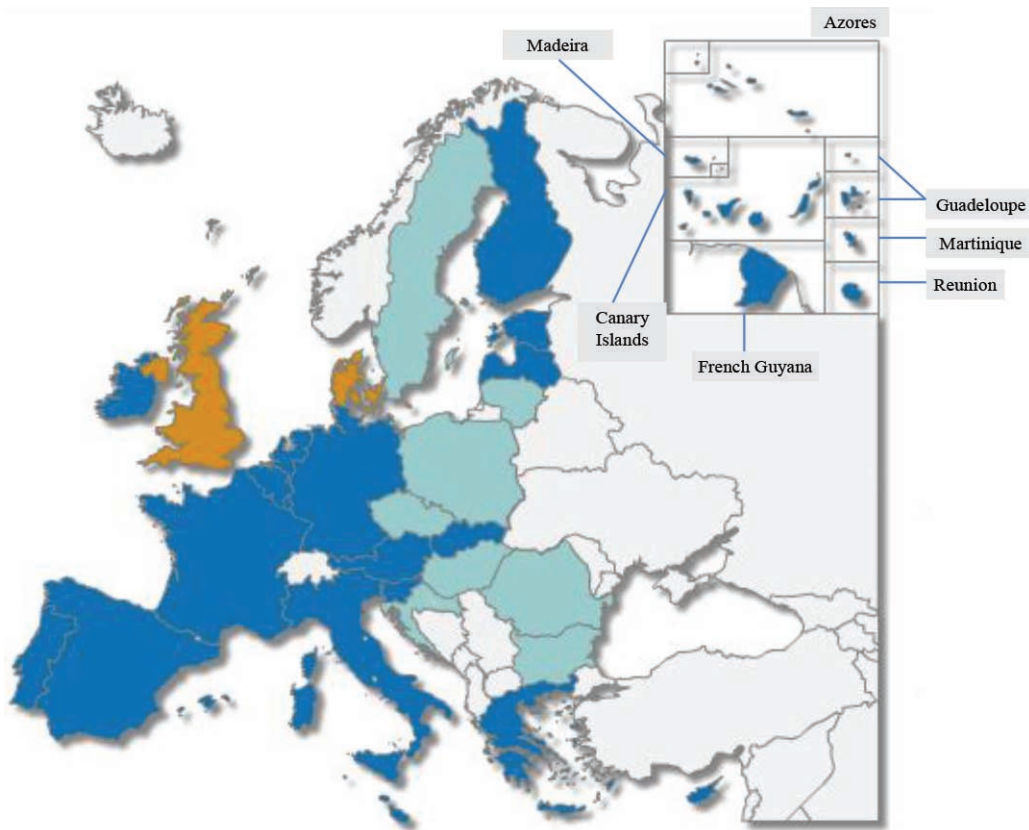 Azores
Madeira
Guadeloupe
Martinique
Reunion
Canary
Islands
French Guyana